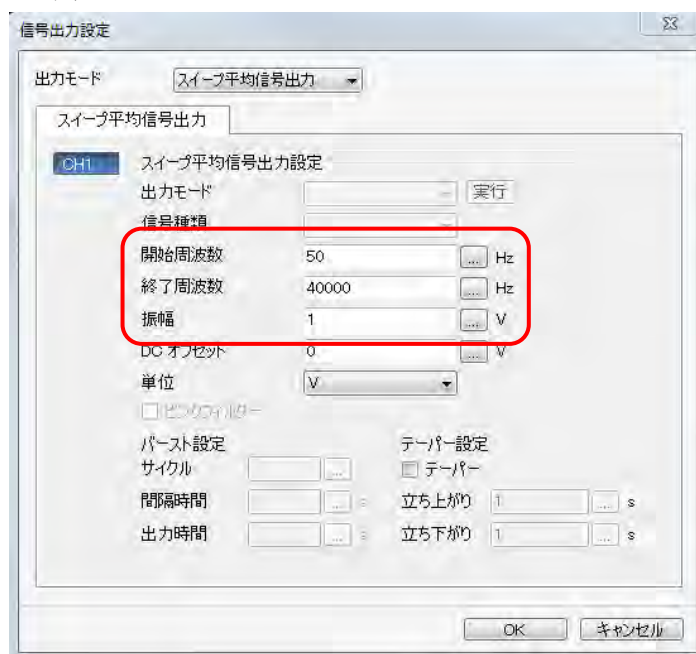 信号出力設定
出力モード スイープ平均信号出力
スイープ平均信号出力
CH1 スイープ平均信号出力設定
出力モード 実行
信号種類
開始周波数 50 ... Hz
終了周波数 40000 ... Hz
振幅 1 ... V
DC オフセット 0 ... V
単位 V
ピンクフィルター
バースト設定 テーパー設定
サイクル ... テーパー
間隔時間 ... s 立ち上がり 1 ... s
出力時間 ... s 立ち下がり 1 ... s
OK キャンセル